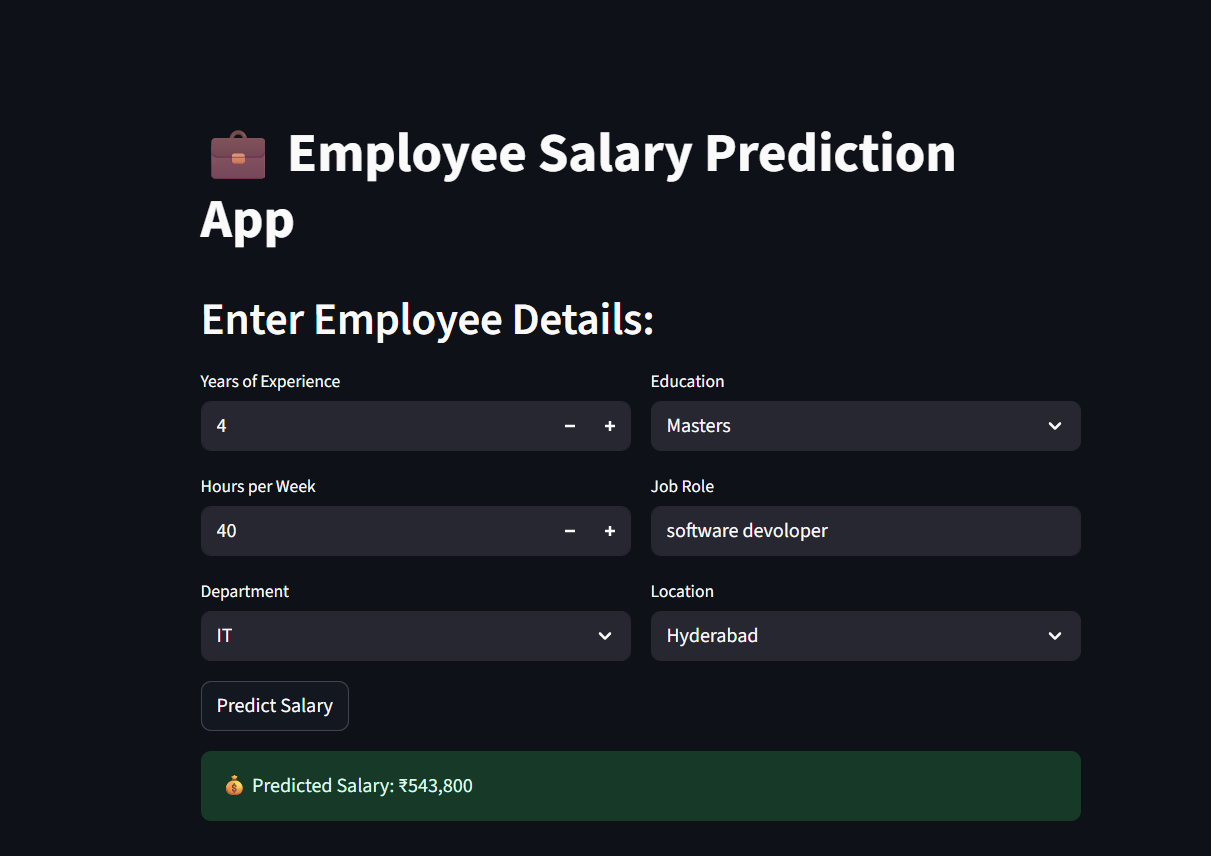 Employee Salary Prediction
App
Enter Employee Details:
Years of Experience
4
Education
Masters
Hours per Week
40
Job Role
software devoloper
Department
IT
Location
Hyderabad
Predict Salary
Predicted Salary: ₹543,800